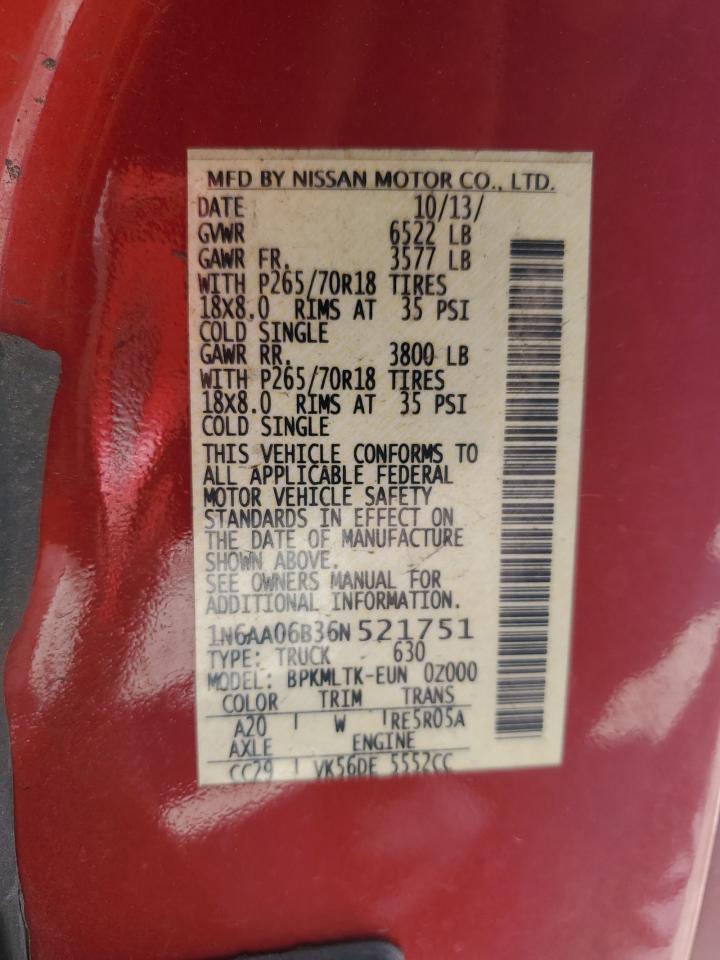 MFD BY NISSAN MOTOR CO., LTD.
DATE 10/13/
GVWR 6522 LB
GAWR FR. 3577 LB
WITH P265/70R18 TIRES
18X8.0 RIMS AT 35 PSI
COLD SINGLE
GAWR RR. 3800 LB
WITH P265/70R18 TIRES
18X8.0 RIMS AT 35 PSI
COLD SINGLE
THIS VEHICLE CONFORMS TO
ALL APPLICABLE FEDERAL
MOTOR VEHICLE SAFETY
STANDARDS IN EFFECT ON
THE DATE OF MANUFACTURE
SHOWN ABOVE.
SEE OWNERS MANUAL FOR
ADDITIONAL INFORMATION.
1N6AA06B36N521751
TYPE: TRUCK 630
MODEL: BPKMLTK-EUN 0Z000
COLOR TRIM TRANS
A20 W RE5R05A
AXLE ENGINE
CC29 VK56DE 5552CC